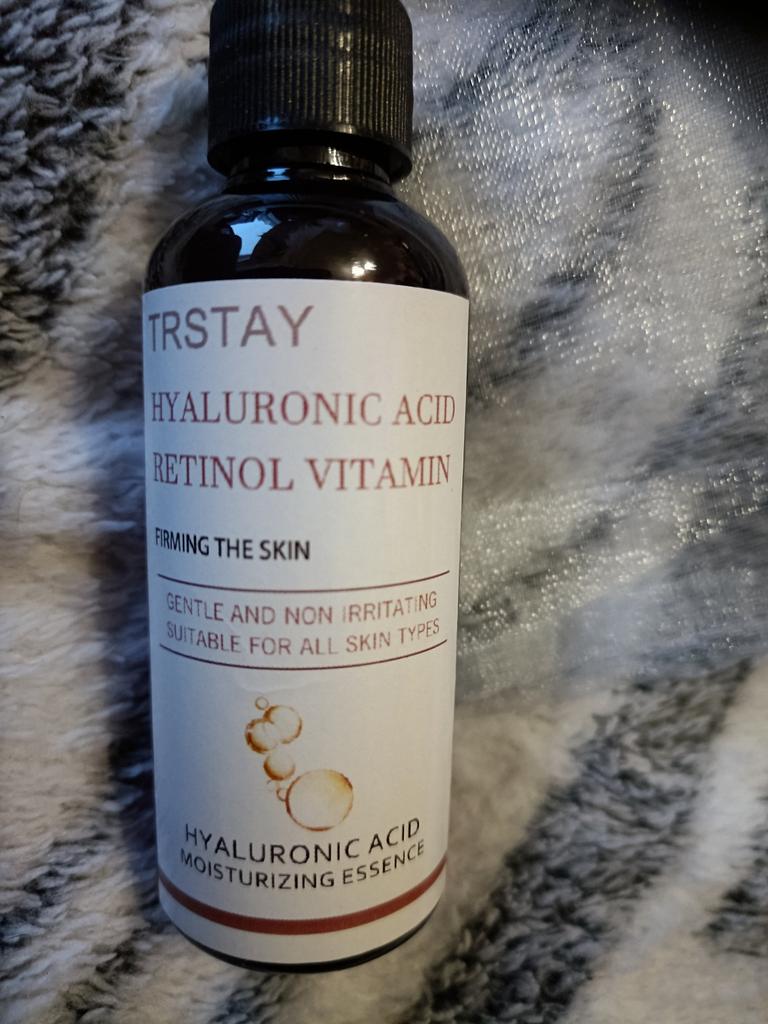 TRSTAY
HYALURONIC ACID
RETINOL VITAMIN
FIRMING THE SKIN
GENTLE AND NON IRRITATING
SUITABLE FOR ALL SKIN TYPES
HYALURONIC ACID
MOISTURIZING ESSENCE